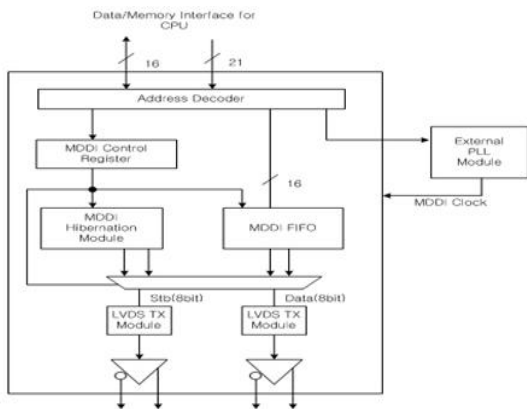 Data/Memory Interface for
CPU
16
21
Address Decoder
MDDI Control
Register
External
PLL
Module
16
MDDI Clock
MDDI
Hibernation
Module
MDDI FIFO
Stb(8bit)
Data(8bit)
LVDS TX
Module
LVDS TX
Module